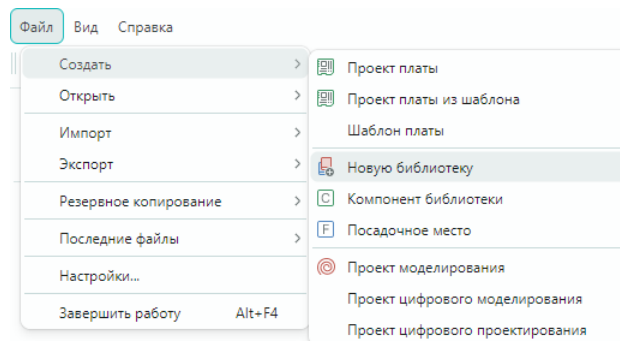 Файл Вид Справка
Создать
Открыть
Импорт
Экспорт
Резервное копирование
Последние файлы
Настройки...
Завершить работу Alt+F4
Проект платы
Проект платы из шаблона
Шаблон платы
Новую библиотеку
C Компонент библиотеки
F Посадочное место
Проект моделирования
Проект цифрового моделирования
Проект цифрового проектирования